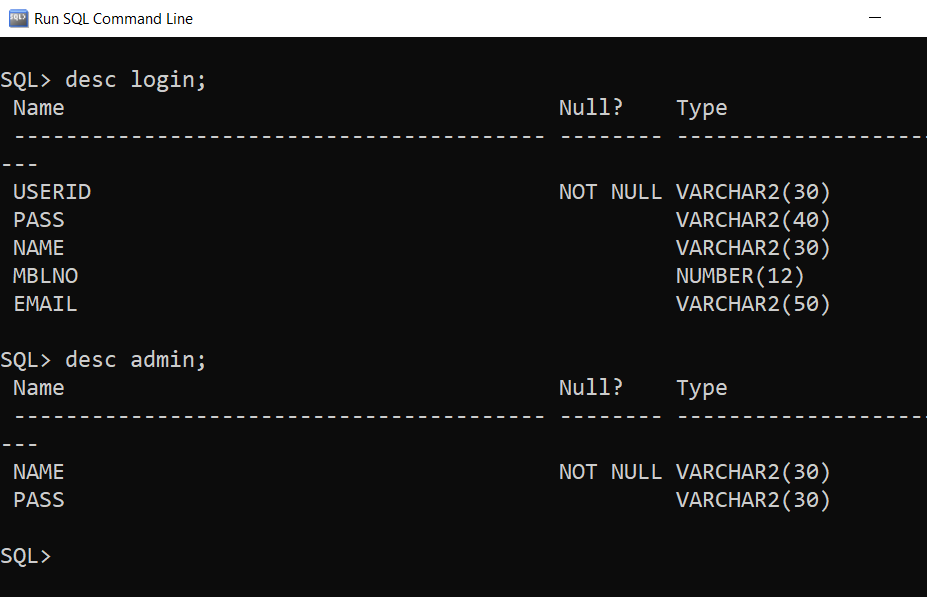 Run SQL Command Line
SQL> desc login;
Name Null? Type
----------------------------------------- -------- -------------------
---
USERID NOT NULL VARCHAR2(30)
PASS VARCHAR2(40)
NAME VARCHAR2(30)
MBLNO NUMBER(12)
EMAIL VARCHAR2(50)
SQL> desc admin;
Name Null? Type
----------------------------------------- -------- -------------------
---
NAME NOT NULL VARCHAR2(30)
PASS VARCHAR2(30)
SQL>